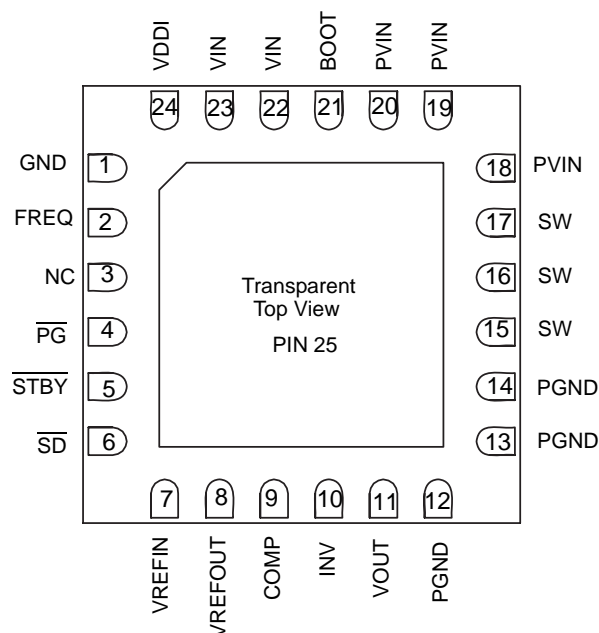 VDDI
VIN
VIN
BOOT
PVIN
PVIN
24
23
22
21
20
19
GND 1
18 PVIN
FREQ 2
17 SW
NC 3
16 SW
Transparent
Top View
PIN 25
PG 4
15 SW
STBY 5
14 PGND
SD 6
13 PGND
7
8
9
10
11
12
VREFIN
VREFOUT
COMP
INV
VOUT
PGND